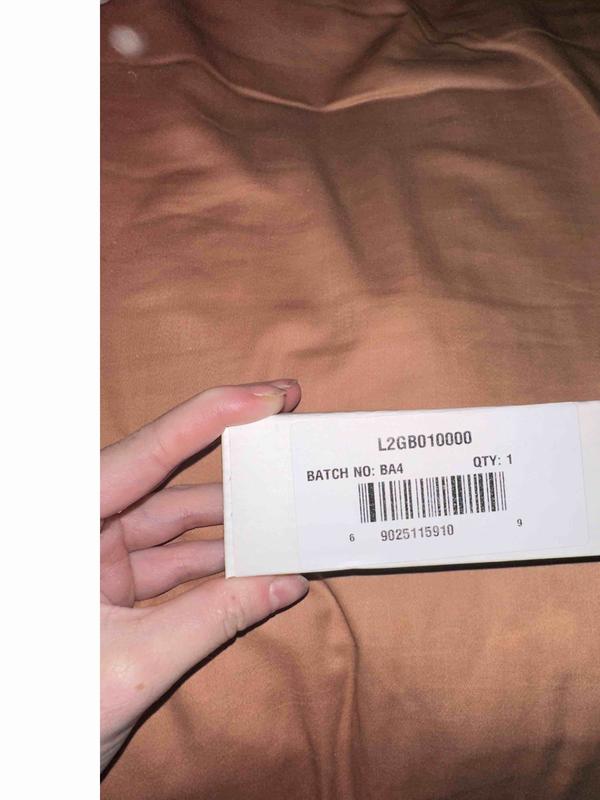 L2GB010000
BATCH NO: BA4 QTY: 1
6 9025115910 9